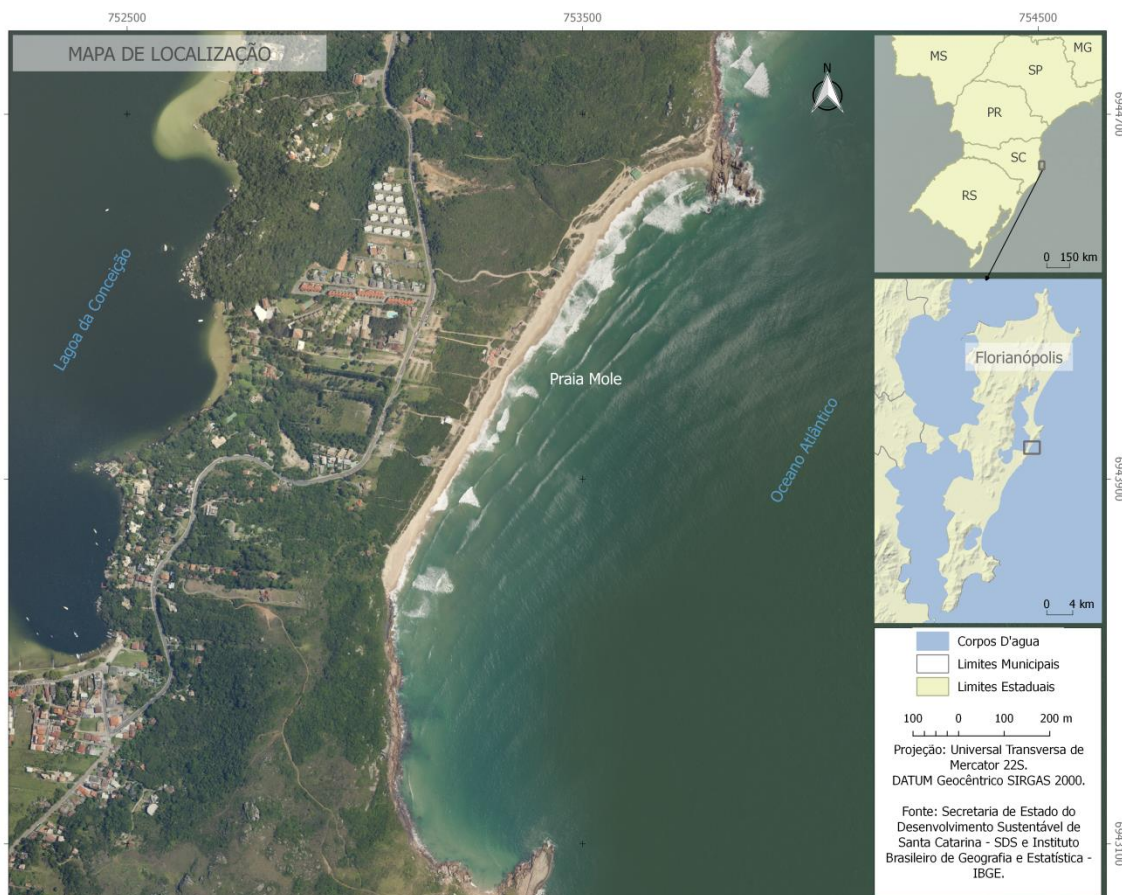 752500
753500
754500
MAPA DE LOCALIZAÇÃO
N
MS
MG
SP
PR
SC
RS
0 150 km
6944700
Lagoa da Conceição
Praia Mole
Oceano Atlântico
Florianópolis
0 4 km
6943900
Corpos D'agua
Limites Municipais
Limites Estaduais
100 0 100 200 m
Projeção: Universal Transversa de
Mercator 22S.
DATUM Geocêntrico SIRGAS 2000.
Fonte: Secretaria de Estado do
Desenvolvimento Sustentável de
Santa Catarina - SDS e Instituto
Brasileiro de Geografia e Estatística -
IBGE.
6943100